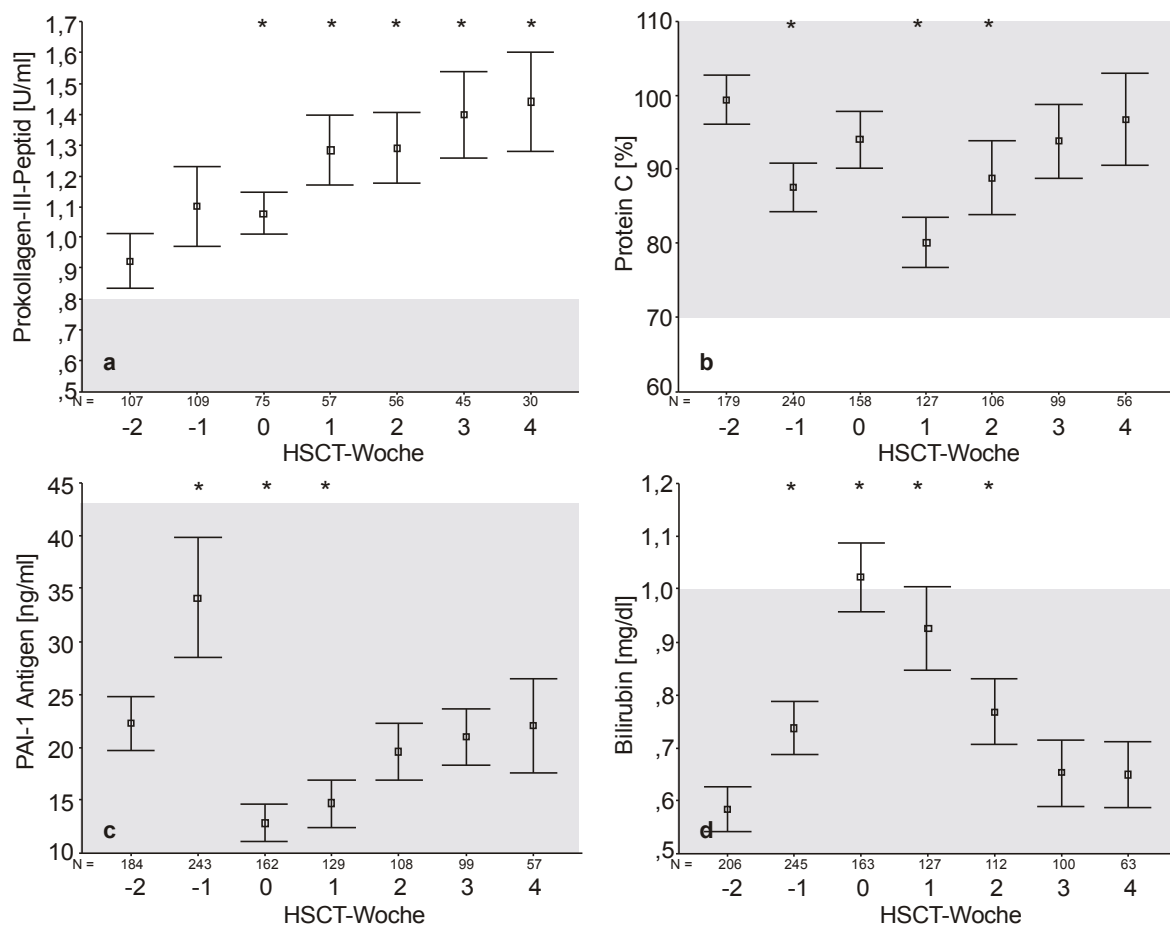 Prokollagen-III-Peptid [U/ml]
1,7
1,6
1,5
1,4
1,3
1,2
1,1
1,0
,9
,8
,7
,6
,5
* * * * *
a
N = 107 109 75 57 56 45 30
-2 -1 0 1 2 3 4
HSCT-Woche
Protein C [%]
110
100
90
80
70
60
* * *
b
N = 179 240 158 127 106 99 56
-2 -1 0 1 2 3 4
HSCT-Woche
PAI-1 Antigen [ng/ml]
45
40
35
30
25
20
15
10
* * *
c
N = 184 243 162 129 108 99 57
-2 -1 0 1 2 3 4
HSCT-Woche
Bilirubin [mg/dl]
1,2
1,1
1,0
,9
,8
,7
,6
,5
* * * *
d
N = 206 245 163 127 112 100 63
-2 -1 0 1 2 3 4
HSCT-Woche